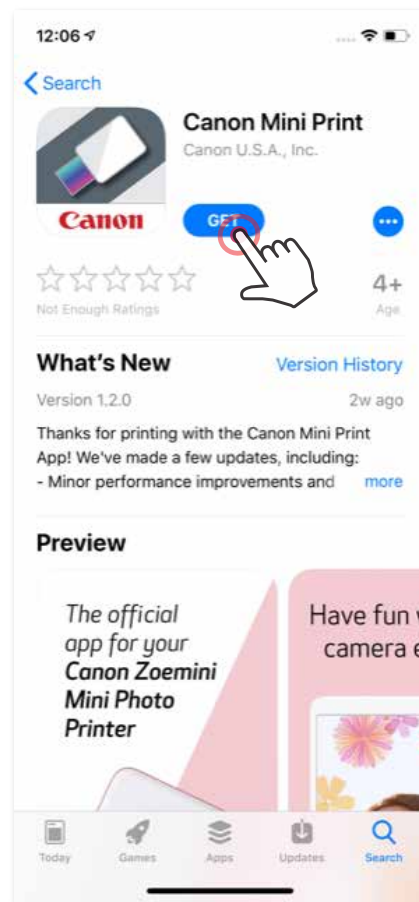 12:06
Search
Canon Mini Print
Canon U.S.A., Inc.
Canon
GET
4+
Not Enough Ratings
Age
What's New
Version History
Version 1.2.0
2w ago
Thanks for printing with the Canon Mini Print
App! We've made a few updates, including:
- Minor performance improvements and more
Preview
The official
app for your
Canon Zoemini
Mini Photo
Printer
Have fun
camera e
Today
Games
Apps
Updates
Search